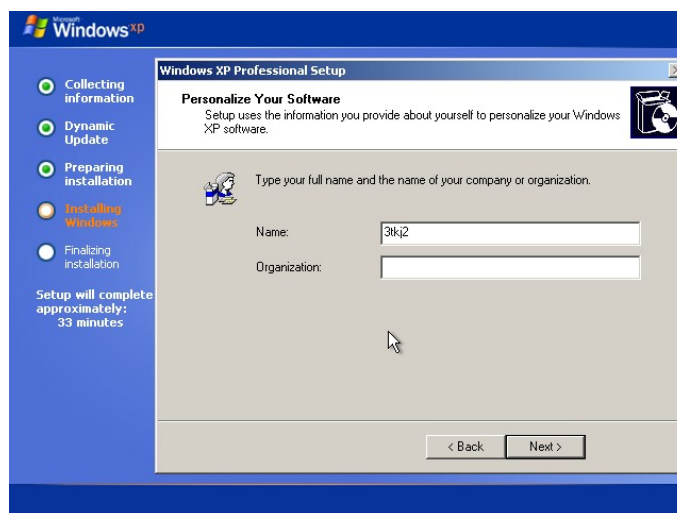 Microsoft
Windows xp
Collecting
information
Dynamic
Update
Preparing
installation
Installing
Windows
Finalizing
installation
Setup will complete
approximately:
33 minutes
Windows XP Professional Setup
Personalize Your Software
Setup uses the information you provide about yourself to personalize your Windows
XP software.
Type your full name and the name of your company or organization.
Name:
3tkj2
Organization:
< Back
Next >